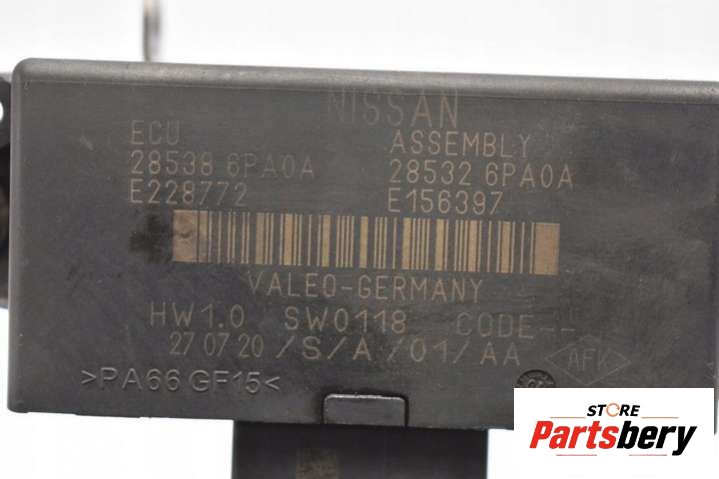 NISSAN
ECU ASSEMBLY
28538 6PA0A 28532 6PA0A
E228772 E156397
VALEO-GERMANY
HW1.0 SW0118 CODE--
27 07 20 /S/A/01/AA AFK
>PA66 GF15<
STORE
Partsbery